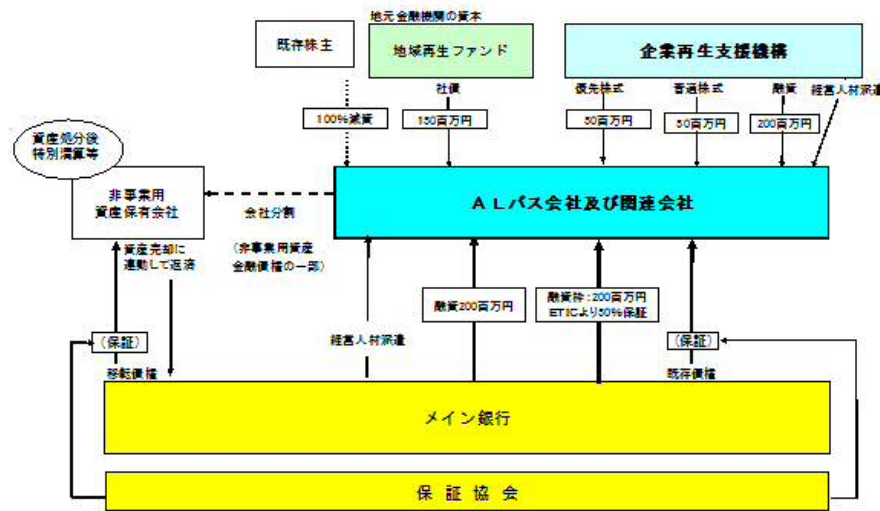 地元金融機関の資本
既存株主
地域再生ファンド
企業再生支援機構
社債
優先株式
普通株式
融資
経営人材派遣
100%減資
150百万円
50百万円
50百万円
200百万円
資産処分後
特別清算等
非事業用
資産保有会社
会社分割
(非事業用資産
金融債権の一部)
ALバス会社及び関連会社
資産売却に
連動して返済
融資200百万円
融資枠:200百万円
ETICより50%保証
(保証)
経営人材派遣
(保証)
移転債権
既存債権
メイン銀行
保証協会